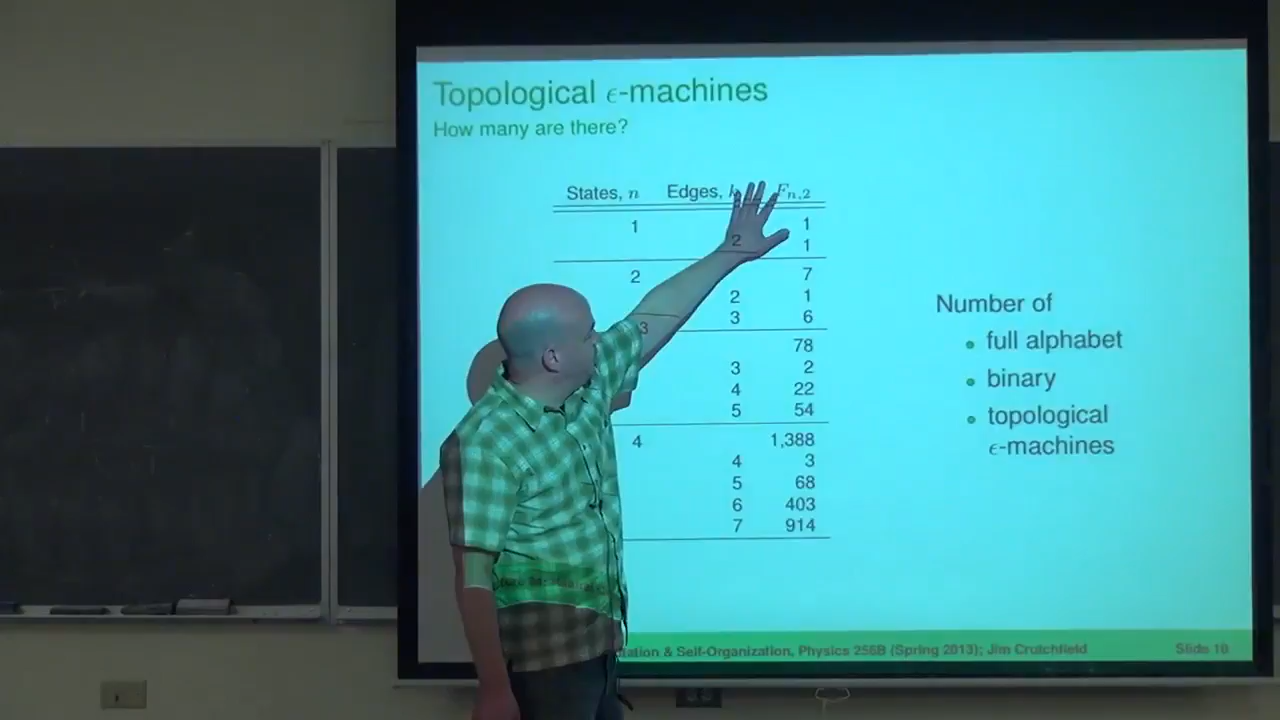 Topological ϵ-machines
How many are there?
States, n Edges, k F_{n,2}
1 1
2 1
2 7
2 1
3 6
3 78
3 2
4 22
5 54
4 1,388
4 3
5 68
6 403
7 914
Number of
full alphabet
binary
topological
ϵ-machines
& Self-Organization, Physics 256B (Spring 2013); Jim Crutchfield Slide 10